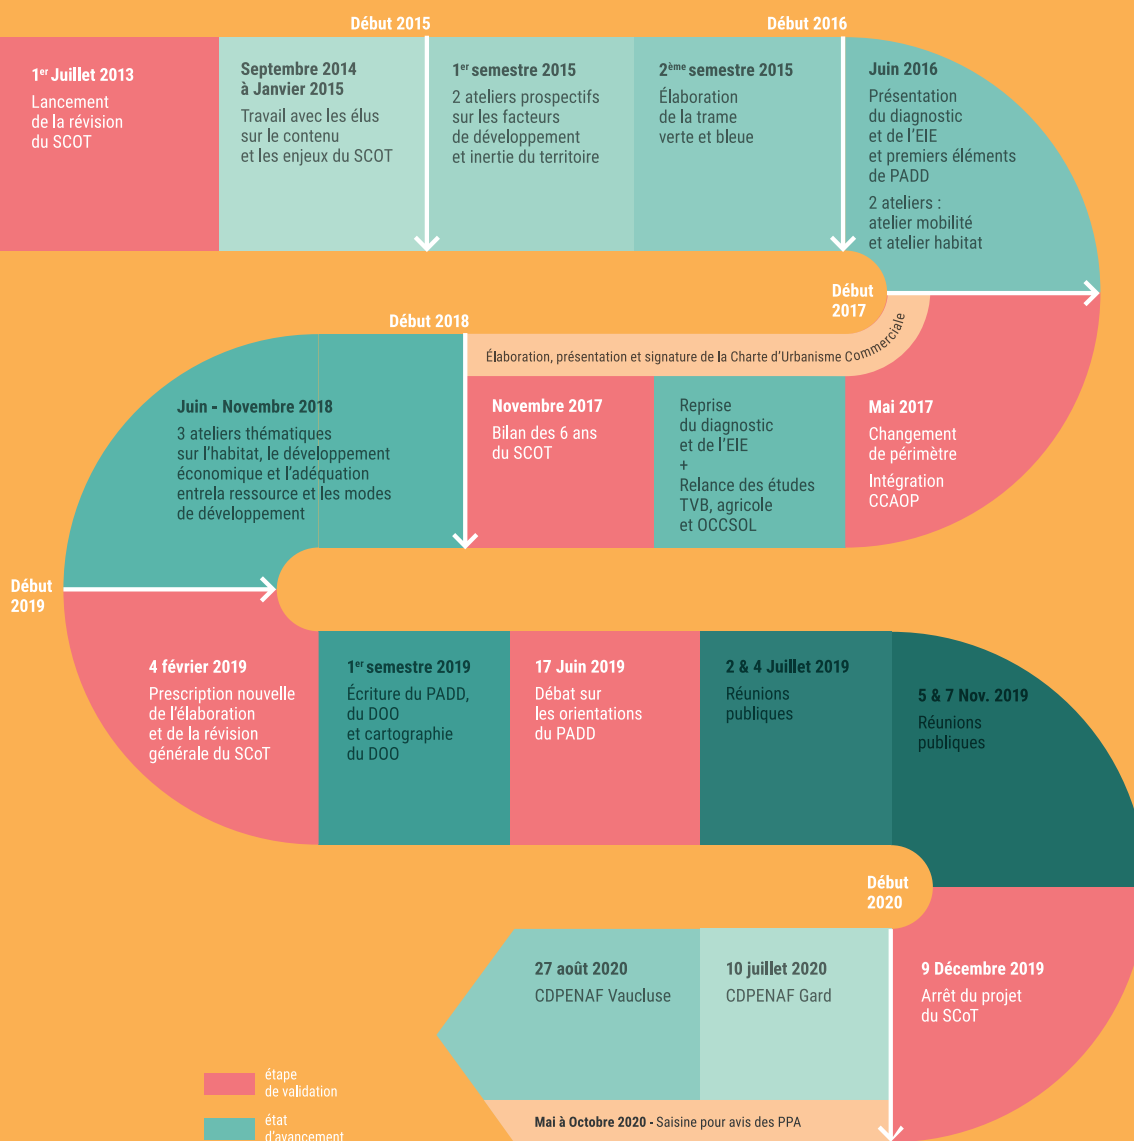 Début 2015
Début 2016
1er Juillet 2013
Lancement
de la révision
du SCOT
Septembre 2014
à Janvier 2015
Travail avec les élus
sur le contenu
et les enjeux du SCOT
1er semestre 2015
2 ateliers prospectifs
sur les facteurs
de développement
et inertie du territoire
2ème semestre 2015
Élaboration
de la trame
verte et bleue
Juin 2016
Présentation
du diagnostic
et de l'EIE
et premiers éléments
de PADD
2 ateliers :
atelier mobilité
et atelier habitat
Début
2017
Élaboration, présentation et signature de la Charte d'Urbanisme Commerciale
Mai 2017
Changement
de périmètre
Intégration
CCAOP
Reprise
du diagnostic
et de l'EIE
+
Relance des études
TVB, agricole
et OCCSOL
Novembre 2017
Bilan des 6 ans
du SCOT
Début 2018
Juin - Novembre 2018
3 ateliers thématiques
sur l'habitat, le développement
économique et l'adéquation
entrela ressource et les modes
de développement
Début
2019
4 février 2019
Prescription nouvelle
de l'élaboration
et de la révision
générale du SCoT
1er semestre 2019
Écriture du PADD,
du DOO
et cartographie
du DOO
17 Juin 2019
Débat sur
les orientations
du PADD
2 & 4 Juillet 2019
Réunions
publiques
5 & 7 Nov. 2019
Réunions
publiques
Début
2020
9 Décembre 2019
Arrêt du projet
du SCoT
10 juillet 2020
CDPENAF Gard
27 août 2020
CDPENAF Vaucluse
Mai à Octobre 2020 - Saisine pour avis des PPA
étape
de validation
état
d'avancement